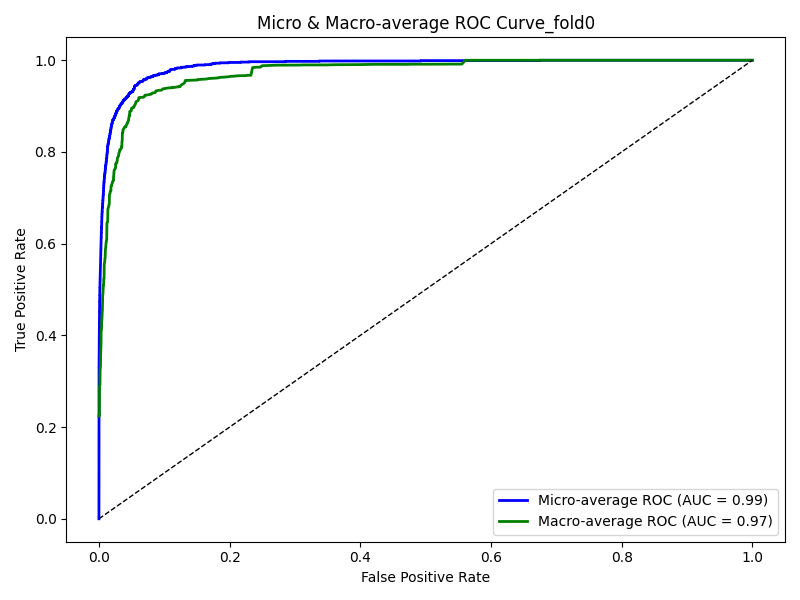 Micro & Macro-average ROC Curve_fold0
True Positive Rate
1.0
0.8
0.6
0.4
0.2
0.0
Micro-average ROC (AUC = 0.99)
Macro-average ROC (AUC = 0.97)
0.0 0.2 0.4 0.6 0.8 1.0
False Positive Rate